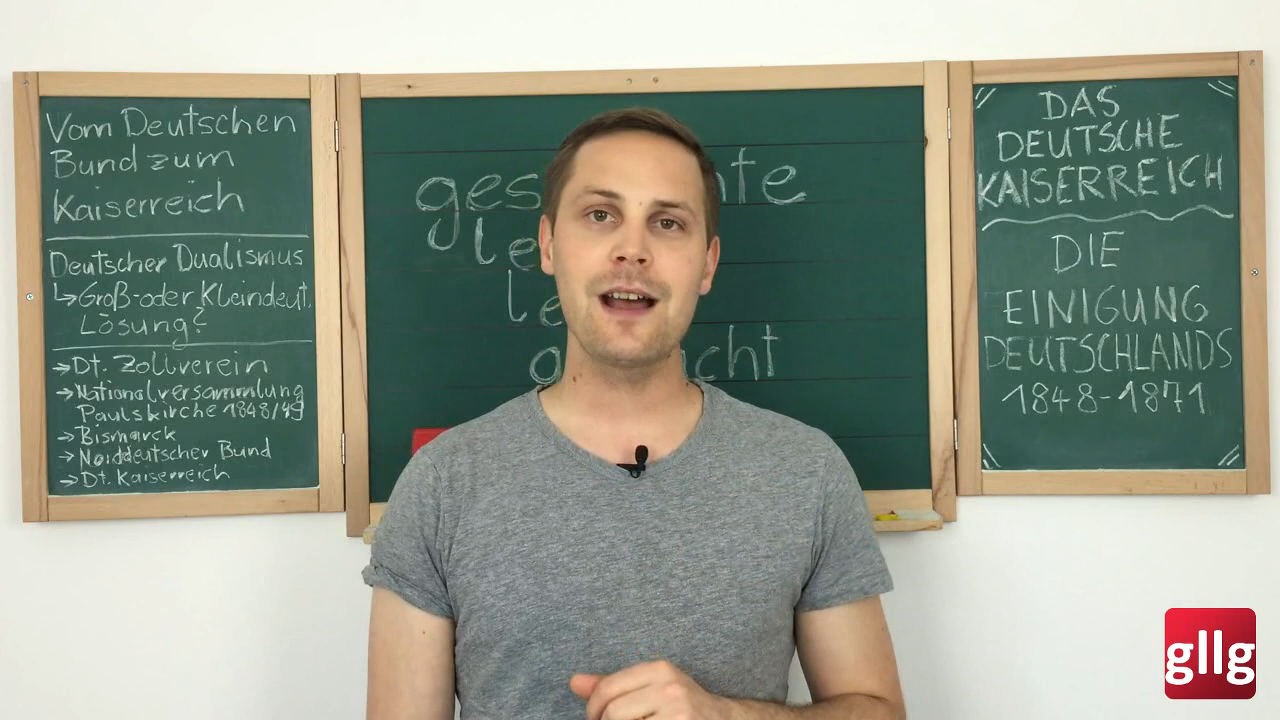 Vom Deutschen
Bund zum
Kaiserreich
Deutscher Dualismus
↳Groß-oder Kleindeut.
Lösung?
→Dt. Zollverein
→Nationalversammlung
Paulskirche 1848/49
→Bismarck
→Norddeutscher Bund
→Dt. Kaiserreich
DAS
DEUTSCHE
KAISERREICH
DIE
EINIGUNG
DEUTSCHLANDS
1848-1871
gllg